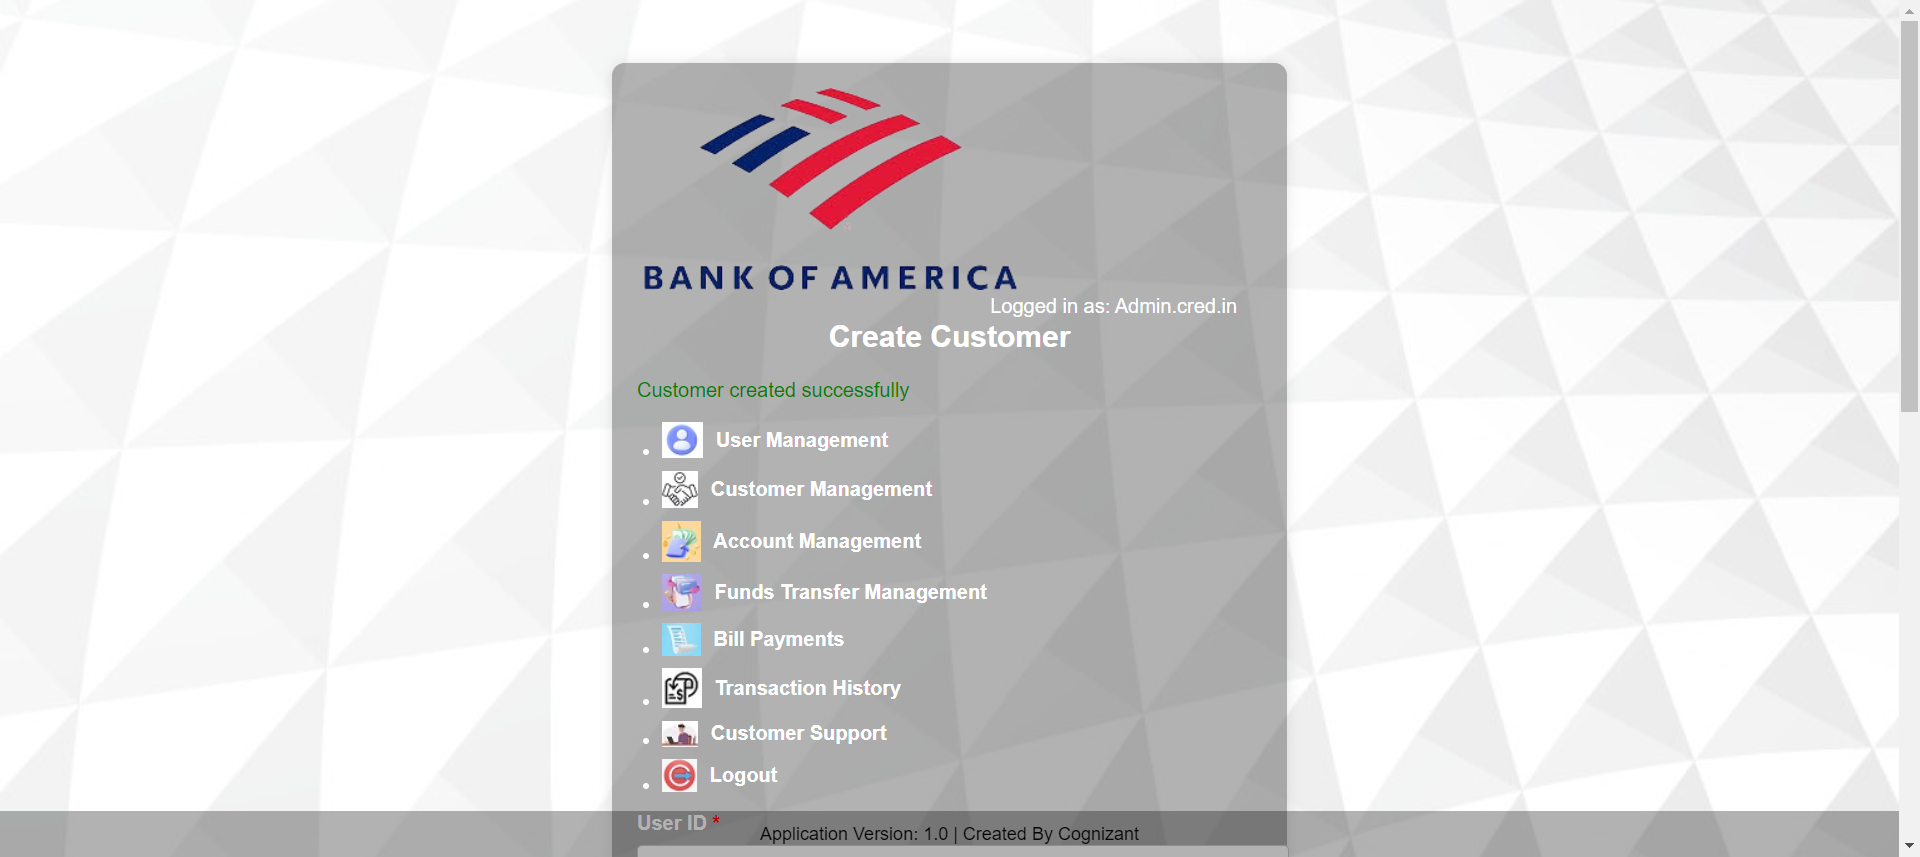 BANK OF AMERICA
Logged in as: Admin.cred.in
Create Customer
Customer created successfully
User Management
Customer Management
Account Management
Funds Transfer Management
Bill Payments
Transaction History
Customer Support
Logout
User ID *
Application Version: 1.0 | Created By Cognizant